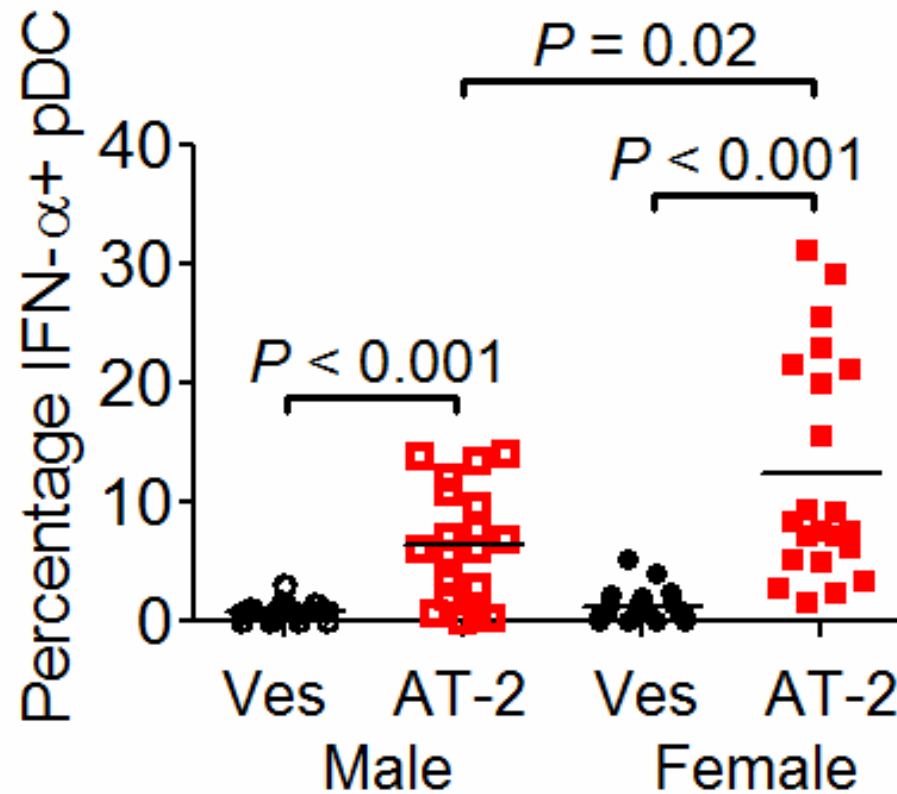 Percentage IFN-α+ pDC
P = 0.02
40
P < 0.001
30
P < 0.001
20
10
0
Ves AT-2 Ves AT-2
Male Female